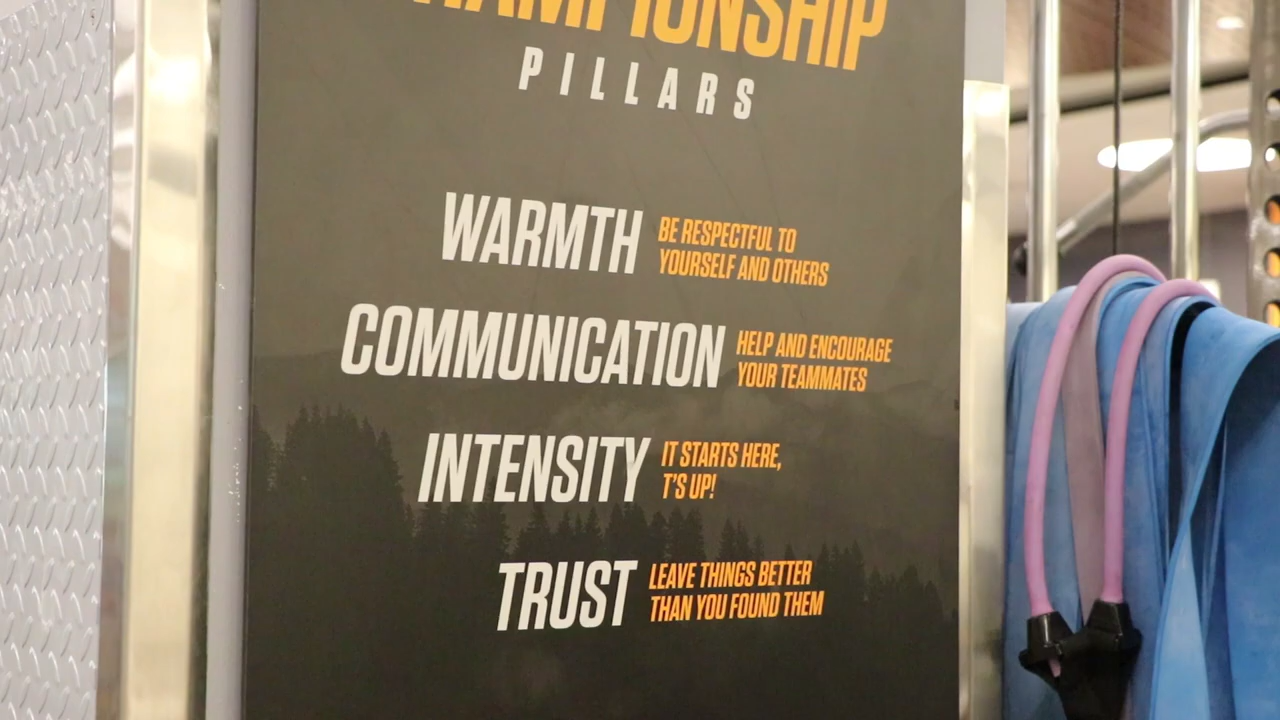 HAMPIONSHIP
PILLARS
WARMTH BE RESPECTFUL TO
YOURSELF AND OTHERS
COMMUNICATION HELP AND ENCOURAGE
YOUR TEAMMATES
INTENSITY IT STARTS HERE,
T'S UP!
TRUST LEAVE THINGS BETTER
THAN YOU FOUND THEM